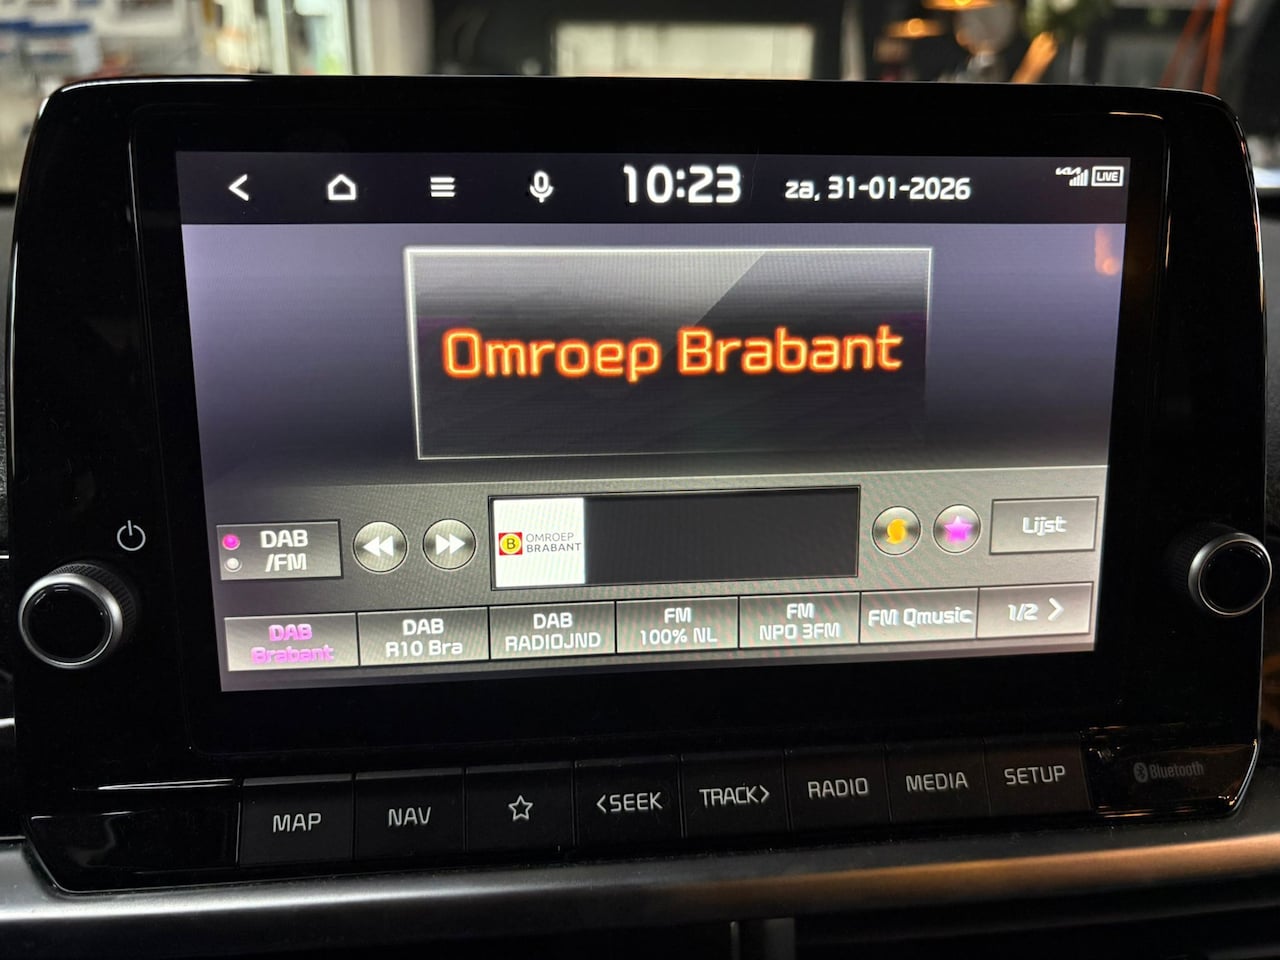 10:23 za, 31-01-2026 LIVE
Omroep Brabant
DAB
/FM
B OMROEP
BRABANT
Lijst
DAB
Brabant
DAB
R10 Bra
DAB
RADIOJND
FM
100% NL
FM
NPO 3FM
FM Qmusic
1/2 >
MAP
NAV
<SEEK
TRACK>
RADIO
MEDIA
SETUP
Bluetooth